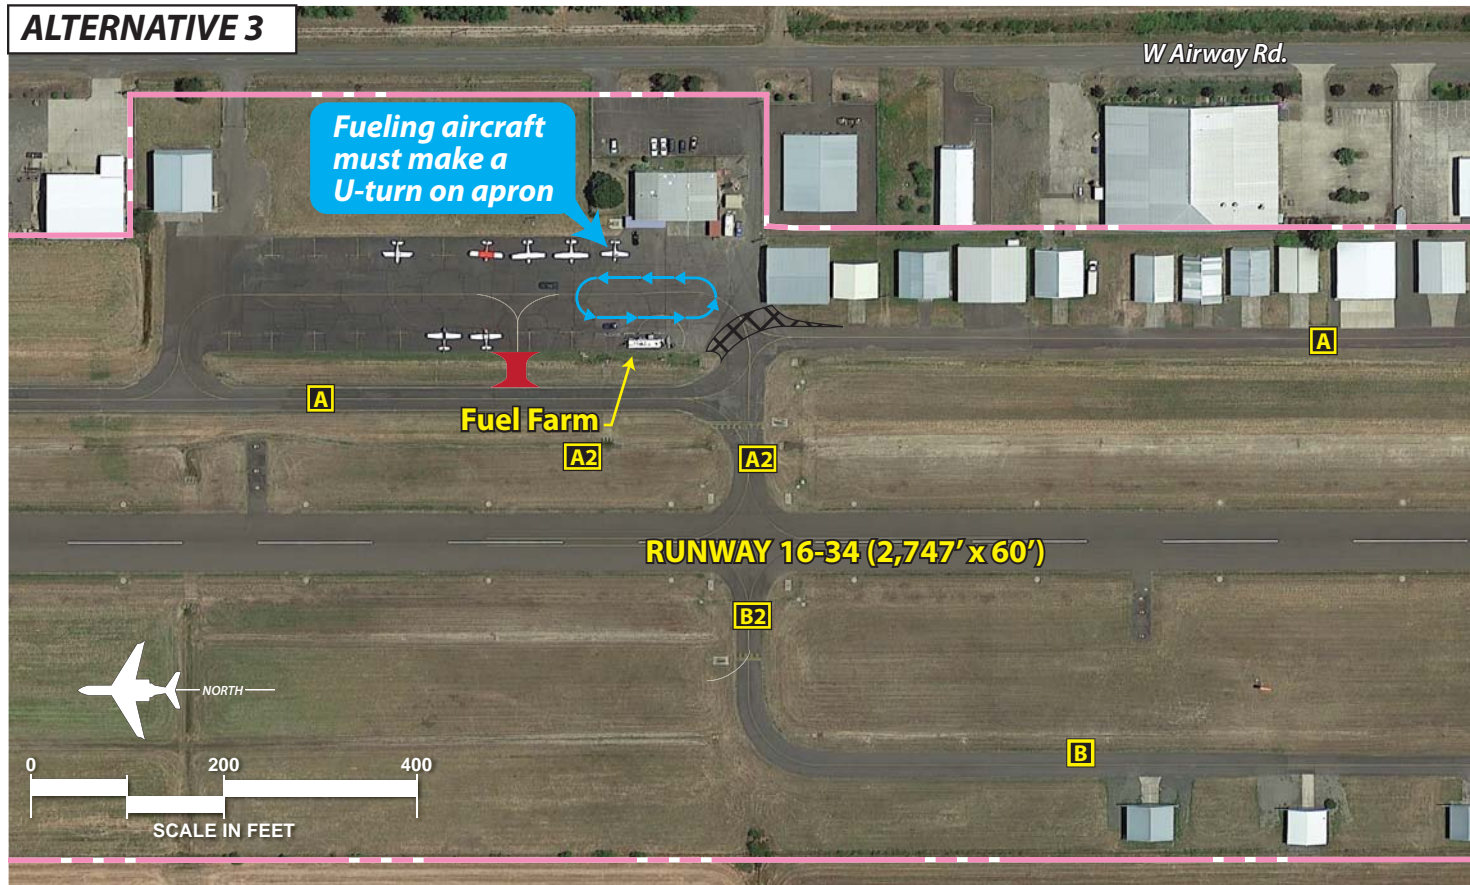 ALTERNATIVE 3
W Airway Rd.
Fueling aircraft
must make a
U-turn on apron
A
A
Fuel Farm
A2
A2
RUNWAY 16-34 (2,747’ x 60’)
B2
NORTH
B
0 200 400
SCALE IN FEET